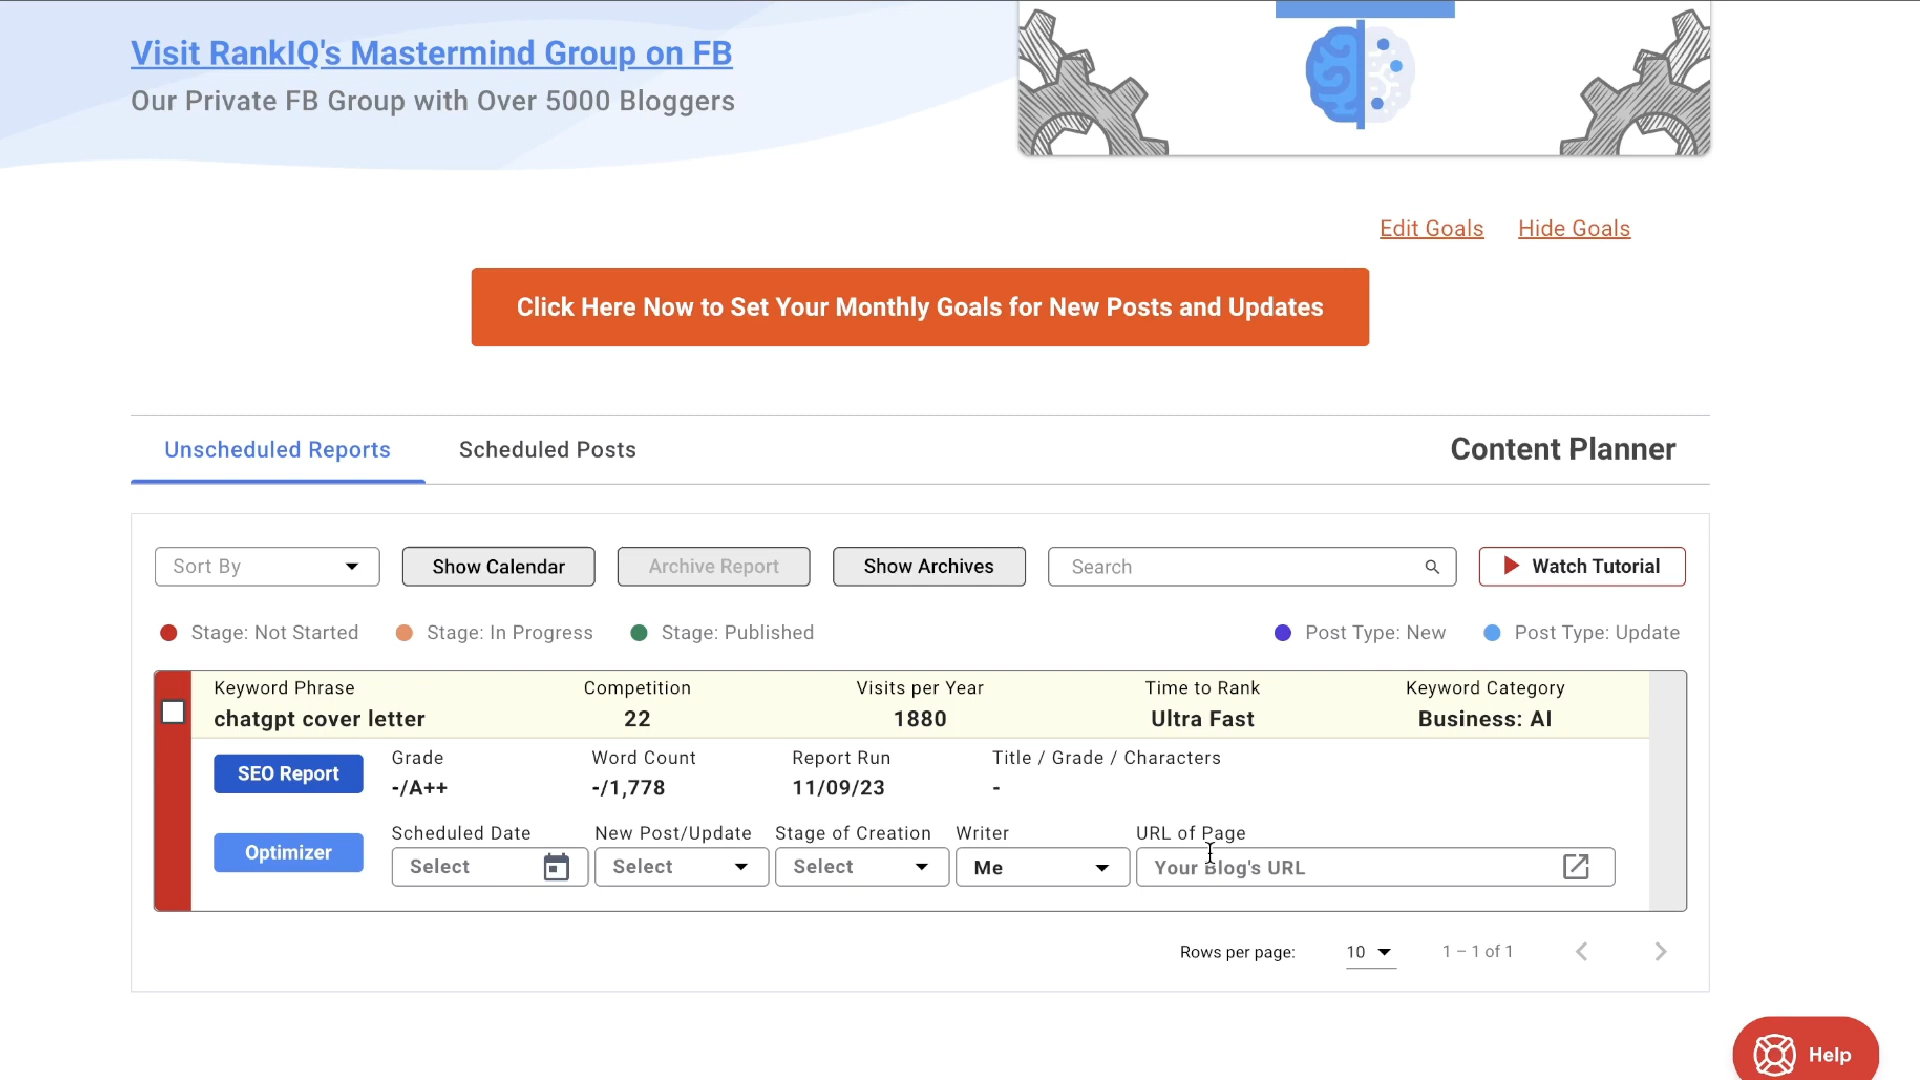 Visit RankIQ's Mastermind Group on FB
Our Private FB Group with Over 5000 Bloggers
Edit Goals Hide Goals
Click Here Now to Set Your Monthly Goals for New Posts and Updates
Unscheduled Reports Scheduled Posts Content Planner
Sort By Show Calendar Archive Report Show Archives Search Watch Tutorial
Stage: Not Started Stage: In Progress Stage: Published Post Type: New Post Type: Update
Keyword Phrase Competition Visits per Year Time to Rank Keyword Category
chatgpt cover letter 22 1880 Ultra Fast Business: AI
Grade Word Count Report Run Title / Grade / Characters
SEO Report -/A++ -/1,778 11/09/23 -
Scheduled Date New Post/Update Stage of Creation Writer URL of Page
Optimizer Select Select Select Me Your Blog's URL
Rows per page: 10 1 – 1 of 1
Help